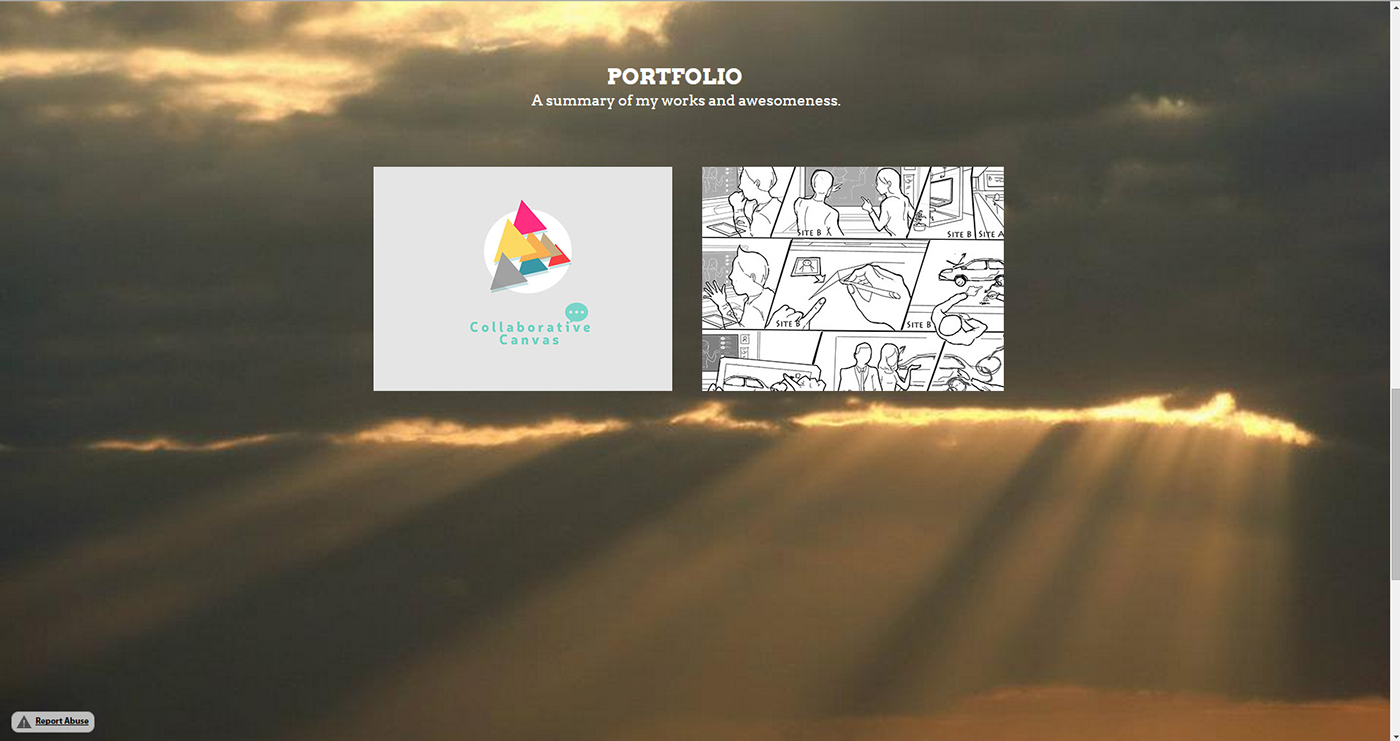 PORTFOLIO
A summary of my works and awesomeness.
Collaborative
Canvas
SITE B
SITE B
SITE A
SITE B
SITE B
Report Abuse